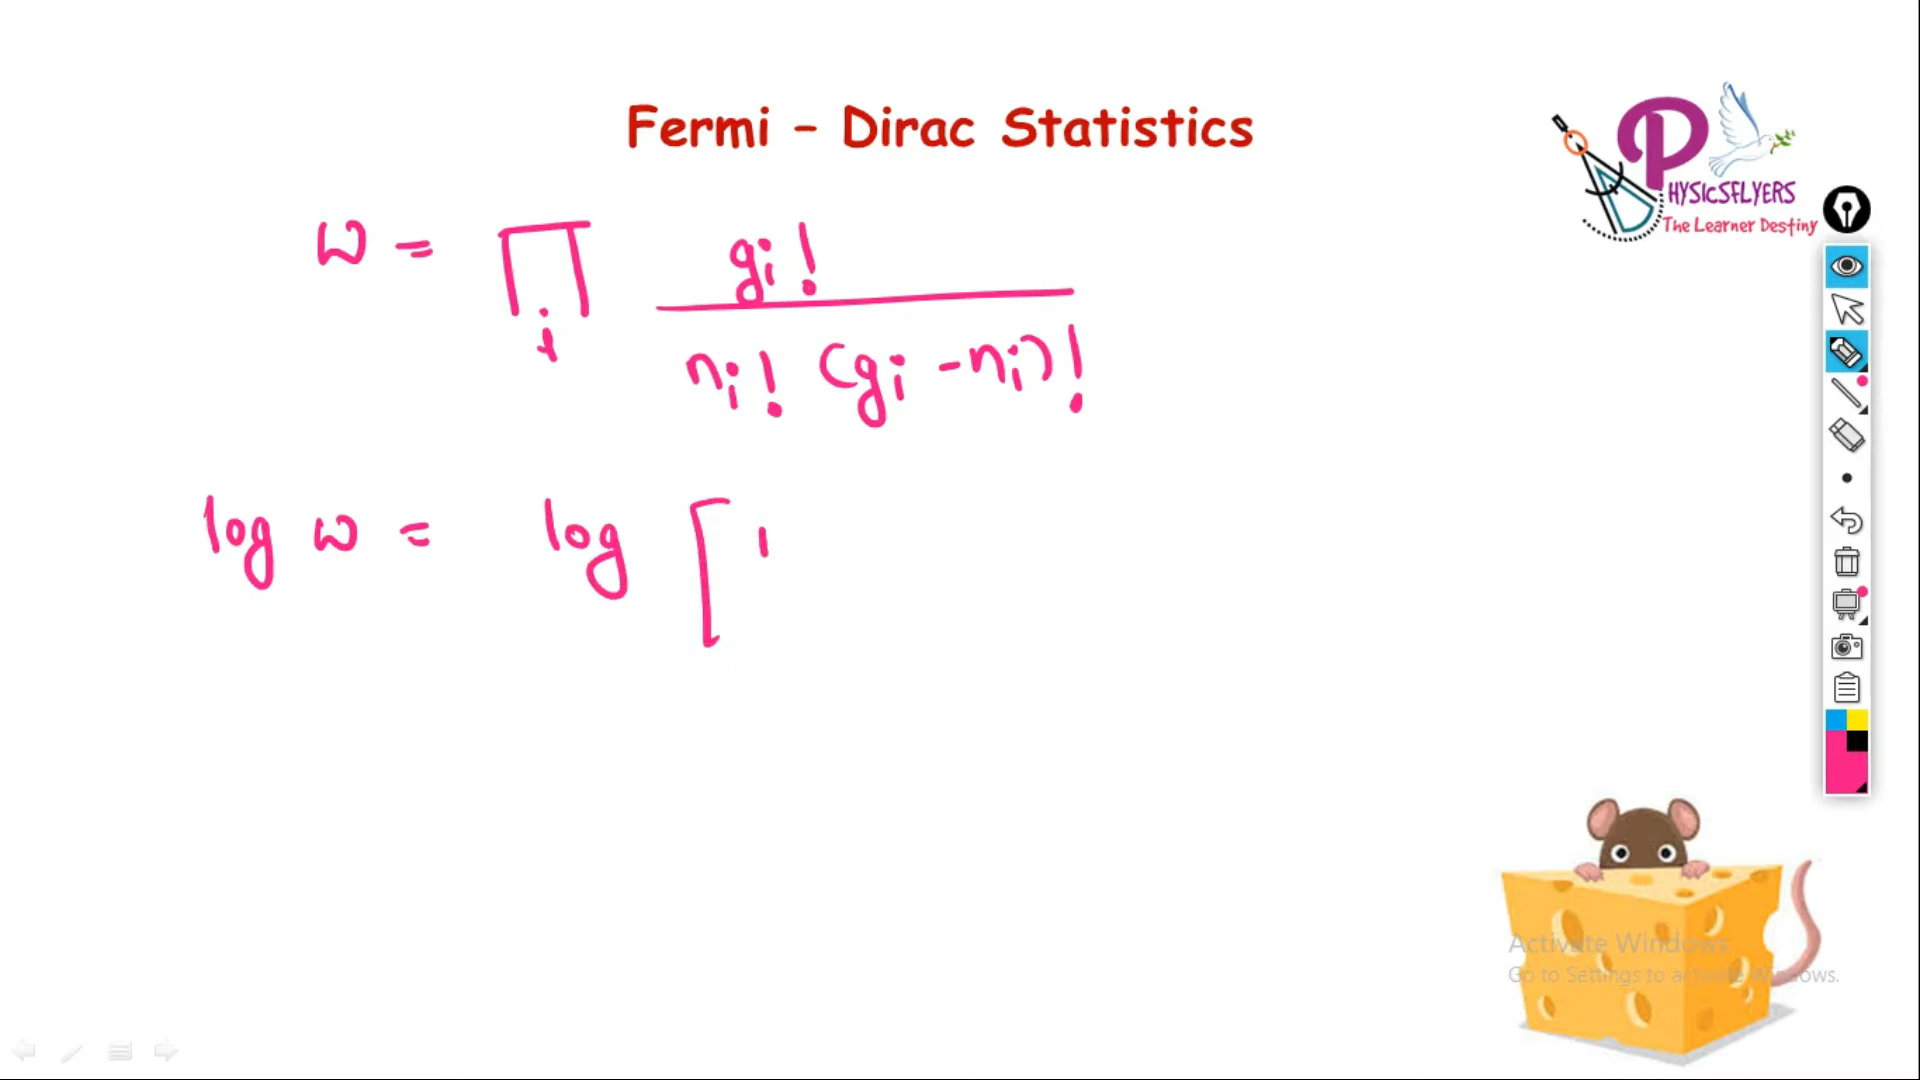 Fermi - Dirac Statistics
PHYSICSFLYERS
The Learner Destiny
ω = ∏ gi!
i
ni! (gi - ni)!
log ω = log [
Activate Windows
Go to Settings to activate Windows.